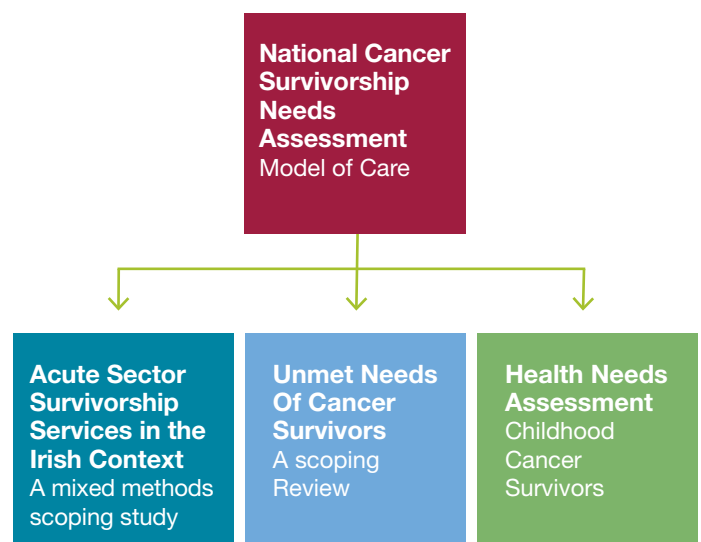 National Cancer
Survivorship
Needs
Assessment
Model of Care
Acute Sector
Survivorship
Services in the
Irish Context
A mixed methods
scoping study
Unmet Needs
Of Cancer
Survivors
A scoping
Review
Health Needs
Assessment
Childhood
Cancer
Survivors